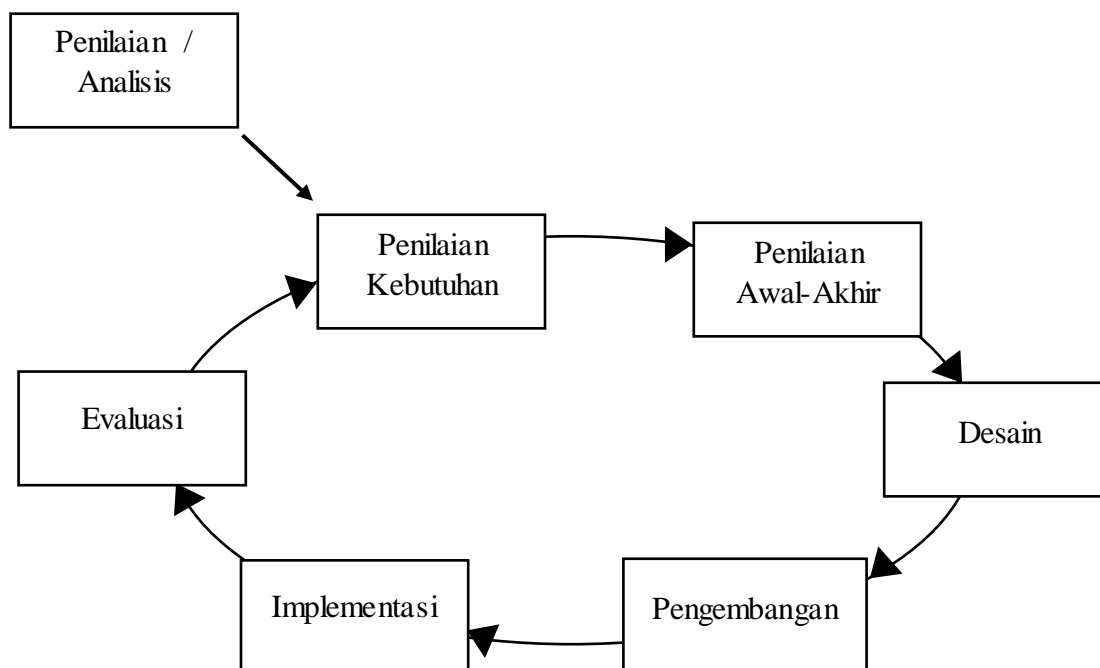 Penilaian /
Analisis
Penilaian
Kebutuhan
Penilaian
Awal-Akhir
Evaluasi
Desain
Implementasi
Pengembangan